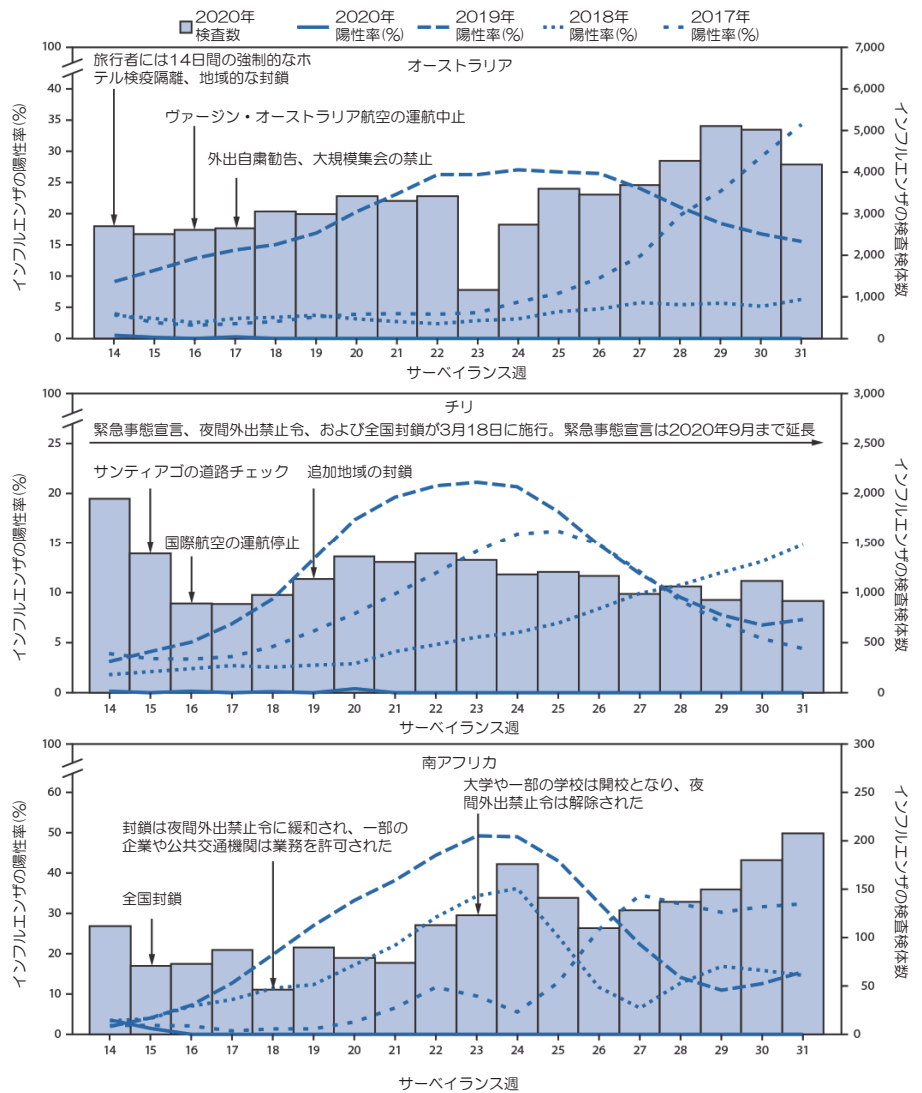 2020年 2020年 2019年 2018年 2017年
検査数 陽性率(%) 陽性率(%) 陽性率(%) 陽性率(%)
オーストラリア
旅行者には14日間の強制的なホ
テル検疫隔離、地域的な封鎖
ヴァージン・オーストラリア航空の運航中止
外出自粛勧告、大規模集会の禁止
インフルエンザの陽性率(%)
100
40
35
30
25
20
15
10
5
0
7,000
6,000
5,000
4,000
3,000
2,000
1,000
0
インフルエンザの検査検体数
14 15 16 17 18 19 20 21 22 23 24 25 26 27 28 29 30 31
サーベイランス週
チリ
緊急事態宣言、夜間外出禁止令、および全国封鎖が3月18日に施行。緊急事態宣言は2020年9月まで延長
サンティアゴの道路チェック
追加地域の封鎖
国際航空の運航停止
インフルエンザの陽性率(%)
100
25
20
15
10
5
0
3,000
2,500
2,000
1,500
1,000
500
0
インフルエンザの検査検体数
14 15 16 17 18 19 20 21 22 23 24 25 26 27 28 29 30 31
サーベイランス週
南アフリカ
大学や一部の学校は開校となり、夜
間外出禁止令は解除された
封鎖は夜間外出禁止令に緩和され、一部の
企業や公共交通機関は業務を許可された
全国封鎖
インフルエンザの陽性率(%)
100
60
50
40
30
20
10
0
300
250
200
150
100
50
0
インフルエンザの検査検体数
14 15 16 17 18 19 20 21 22 23 24 25 26 27 28 29 30 31
サーベイランス週